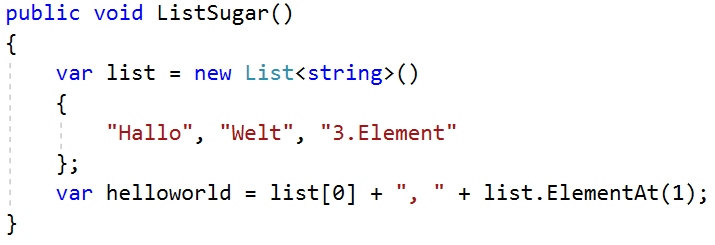 public void ListSugar()
{
    var list = new List<string>()
    {
        "Hallo", "Welt", "3.Element"
    };
    var helloworld = list[0] + ", " + list.ElementAt(1);
}